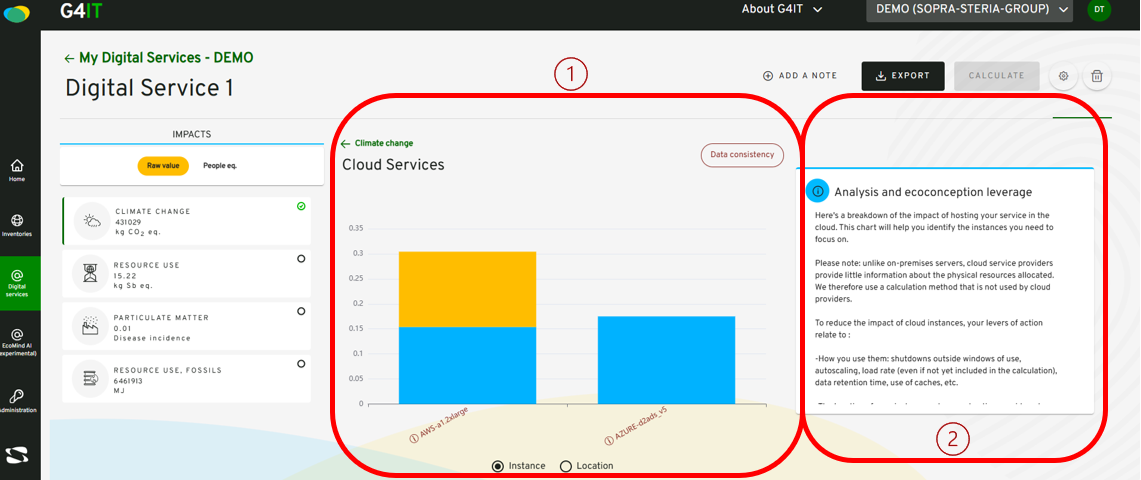 G4IT
About G4IT
DEMO (SOPRA-STERIA-GROUP)
DT
← My Digital Services - DEMO
Digital Service 1
1
ADD A NOTE
EXPORT
CALCULATE
Home
Inventories
Digital
services
EcoMind AI
experimental)
Administration
IMPACTS
Raw value
People eq.
CLIMATE CHANGE
431029
kg CO2 eq.
RESOURCE USE
15.22
kg Sb eq.
PARTICULATE MATTER
0.01
Disease incidence
RESOURCE USE, FOSSILS
6461913
MJ
← Climate change
Cloud Services
Data consistency
0.35
0.3
0.25
0.2
0.15
0.1
0.05
0
AWS-a1.2xlarge
AZURE-d2ads_v5
Instance
Location
Analysis and ecoconception leverage
Here's a breakdown of the impact of hosting your service in the
cloud. This chart will help you identify the instances you need to
focus on.
Please note: unlike on-premises servers, cloud service providers
provide little information about the physical resources allocated.
We therefore use a calculation method that is not used by cloud
providers.
To reduce the impact of cloud instances, your levers of action
relate to :
-How you use them: shutdowns outside windows of use,
autoscaling, load rate (even if not yet included in the calculation),
data retention time, use of caches, etc.
2